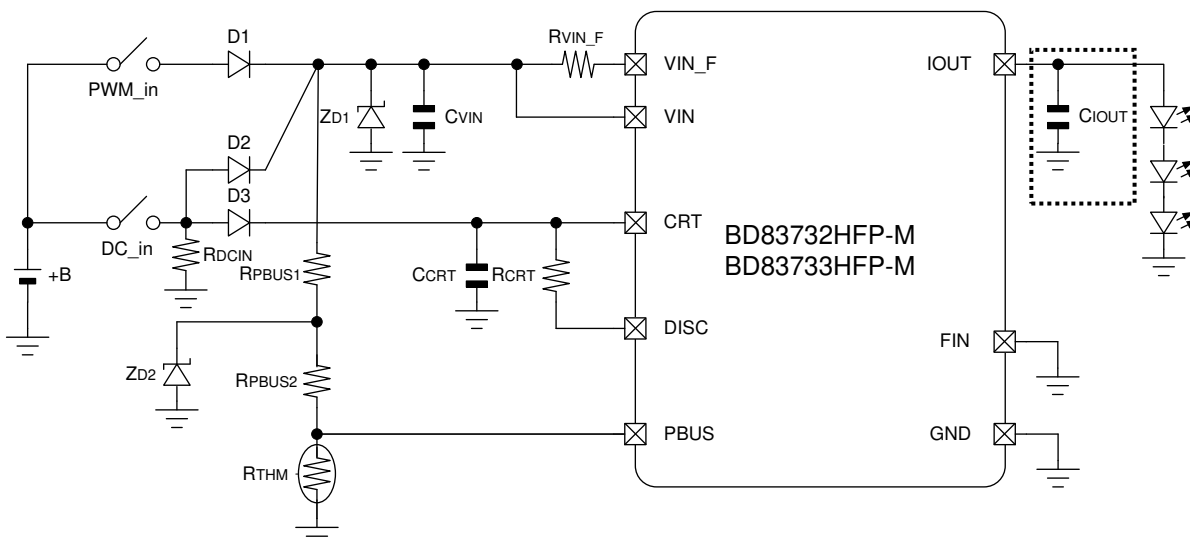 D1
RVIN_F
VIN_F
IOUT
PWM_in
ZD1
CVIN
VIN
CIOUT
D2
D3
CRT
DC_in
RDCIN
BD83732HFP-M
BD83733HFP-M
+B
RPBUS1
CCRT
RCRT
DISC
FIN
ZD2
RPBUS2
PBUS
GND
RTHM